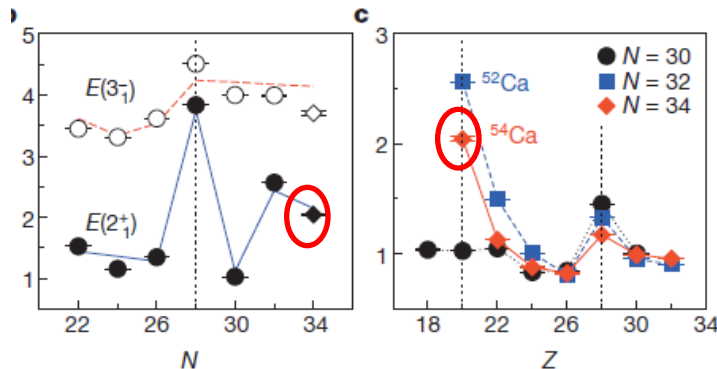 5
4
3
2
1
E(3⁻₁)
E(2⁺₁)
22 26 30 34
N
c
3
2
1
N = 30
N = 32
N = 34
⁵²Ca
⁵⁴Ca
18 22 26 30 34
Z